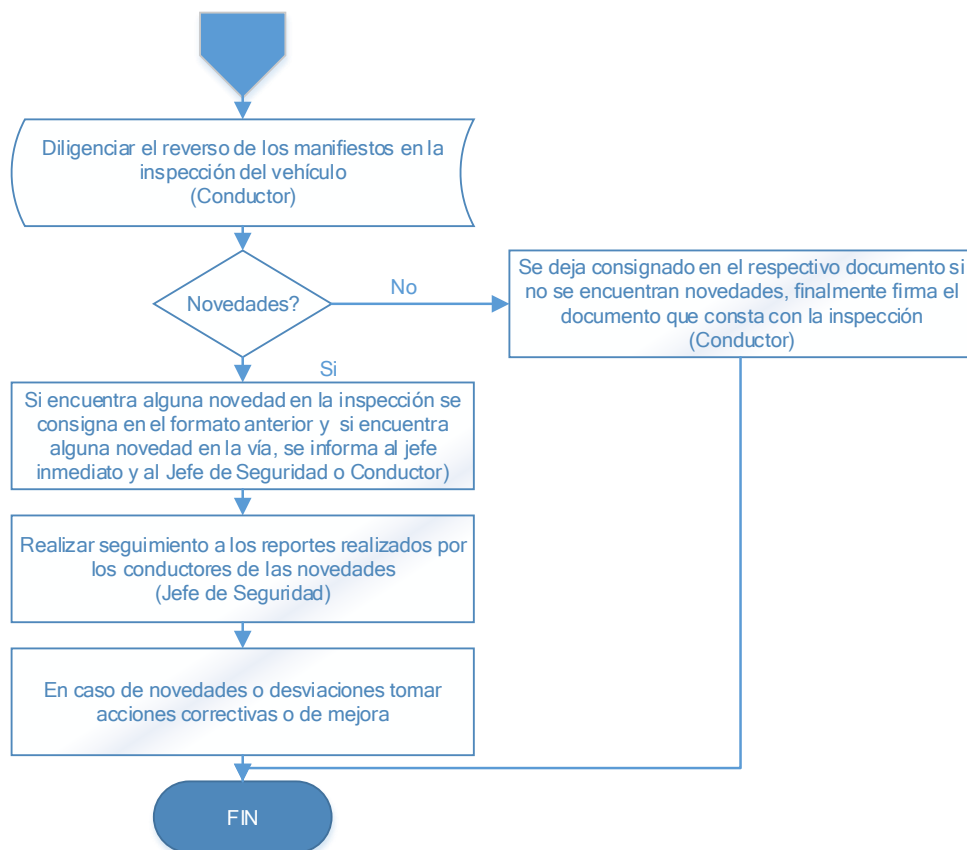 Diligenciar el reverso de los manifiestos en la
inspección del vehículo
(Conductor)
Novedades?
No
Se deja consignado en el respectivo documento si
no se encuentran novedades, finalmente firma el
documento que consta con la inspección
(Conductor)
Si
Si encuentra alguna novedad en la inspección se
consigna en el formato anterior y si encuentra
alguna novedad en la vía, se informa al jefe
inmediato y al Jefe de Seguridad o Conductor)
Realizar seguimiento a los reportes realizados por
los conductores de las novedades
(Jefe de Seguridad)
En caso de novedades o desviaciones tomar
acciones correctivas o de mejora
FIN